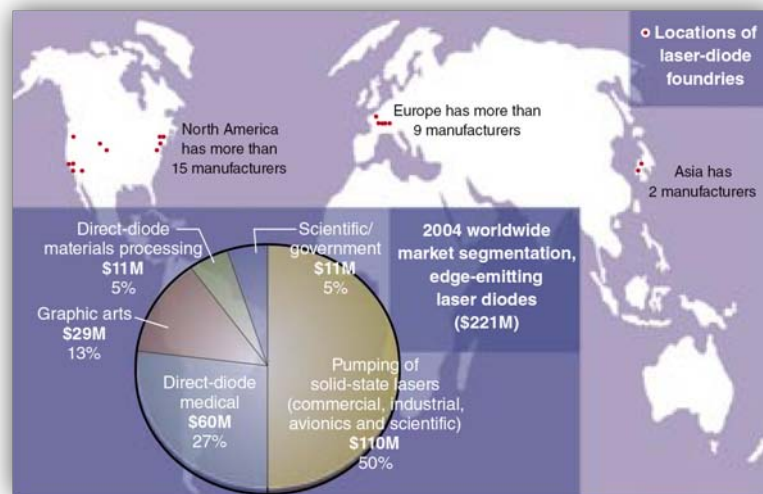 Locations of
laser-diode
foundries
North America
has more than
15 manufacturers
Europe has more than
9 manufacturers
Asia has
2 manufacturers
2004 worldwide
market segmentation,
edge-emitting
laser diodes
($221M)
Direct-diode
materials processing
$11M
5%
Scientific/
government
$11M
5%
Graphic arts
$29M
13%
Direct-diode
medical
$60M
27%
Pumping of
solid-state lasers
(commercial, industrial,
avionics and scientific)
$110M
50%